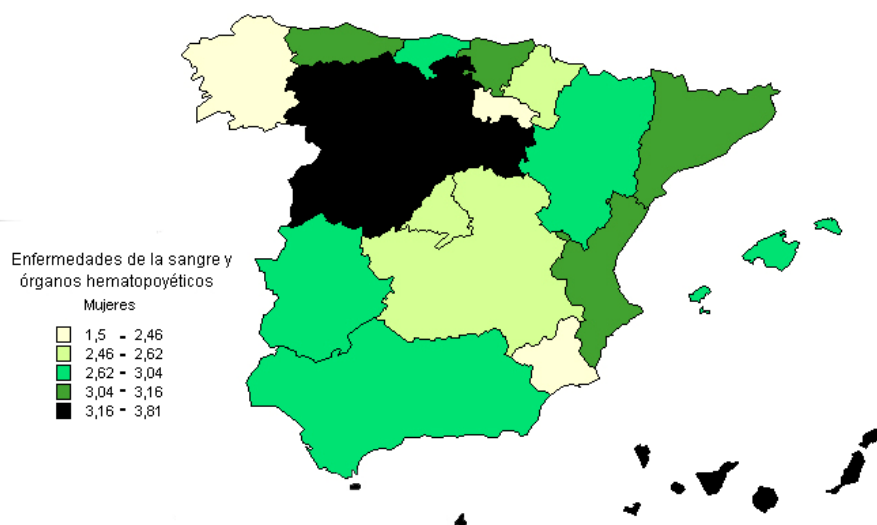 Enfermedades de la sangre y
órganos hematopoyéticos
Mujeres
1,5 - 2,46
2,46 - 2,62
2,62 - 3,04
3,04 - 3,16
3,16 - 3,81